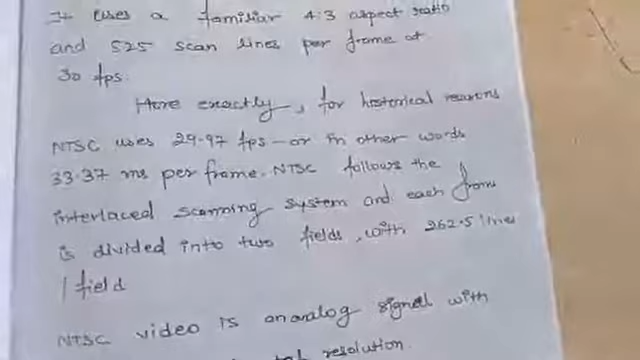 It uses a familiar 4:3 aspect ratio
and 525 scan lines per frame at
30 fps.
More exactly, for historical reasons
NTSC uses 29.97 fps - or in other words
33.37 ms per frame. NTSC follows the
interlaced scanning system and each frame
is divided into two fields, with 262.5 lines
/ field
NTSC video is an analog signal with
resolution.